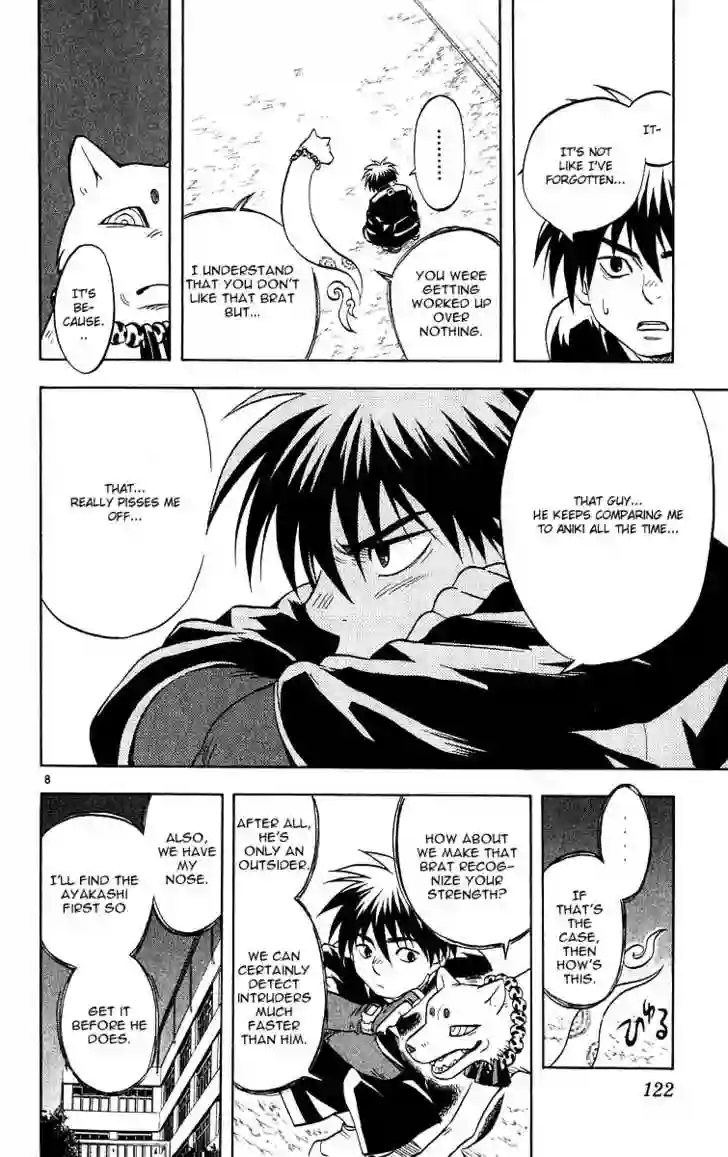 IT-
IT'S NOT
LIKE I'VE
FORGOTTEN...
.........
YOU WERE
GETTING
WORKED UP
OVER
NOTHING.
I UNDERSTAND
THAT YOU DON'T
LIKE THAT BRAT
BUT...
IT'S
BE-
CAUSE.
..
THAT GUY...
HE KEEPS COMPARING ME
TO ANIKI ALL THE TIME...
THAT...
REALLY PISSES ME
OFF...
8
....
IF
THAT'S
THE
CASE,
THEN
HOW'S
THIS.
びゅる
122
HOW ABOUT
WE MAKE THAT
BRAT RECOG-
NIZE YOUR
STRENGTH?
AFTER ALL,
HE'S
ONLY AN
OUTSIDER.
WE CAN
CERTAINLY
DETECT
INTRUDERS
MUCH
FASTER
THAN HIM.
ALSO,
WE HAVE
MY
NOSE.
I'LL FIND THE
AYAKASHI
FIRST SO
GET IT
BEFORE HE
DOES.